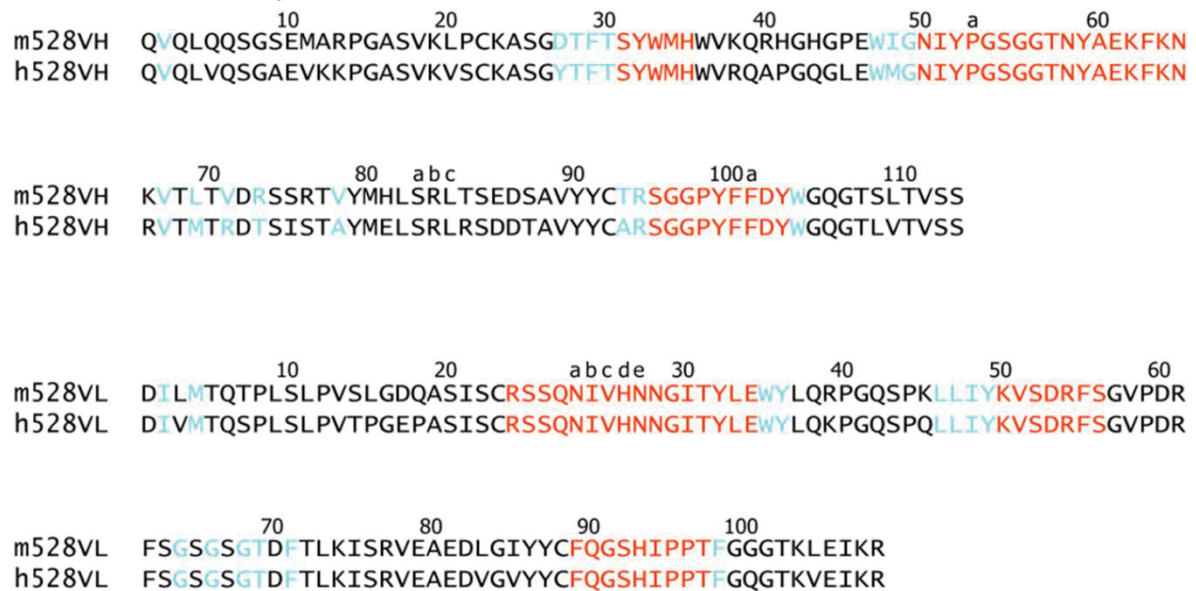 10 20 30 40 50 a 60
m528VH QVQLQQSGSEMARPGASVKLPCKASGDTFTSYWMHWVKQRHGHGPEWIGNIYPGSGGTNYAEKFKN
h528VH QVQLVQSGAEVKKPGASVKVSCKASGYTFTSYWMHWVRQAPGQGLEWMGNIYPGSGGTNYAEKFKN
70 80 abc 90 100a 110
m528VH KVTLTVDRSSRTVYMHLSRLTSEDSAVYYCTRSGGPYFFDYWGQGTSLTVSS
h528VH RVTMTRDTSISTAYMELSRLRSDDTAVYYCARSGGPYFFDYWGQGTLVTVSS
10 20 abcde 30 40 50 60
m528VL DILMTQTPLSLPVSLGDQASISCRSSQNIVHNNGITYLEWYLQRPGQSPKLLIYKVSDRFSGVPDR
h528VL DIVMTQSPLSLPVTPGEPASISCRSSQNIVHNNGITYLEWYLQKPGQSPQLLIYKVSDRFSGVPDR
70 80 90 100
m528VL FSGSGSGTDFTLKISRVEAEDLGIYYCFQGSHIPPTFGGGTKLEIKR
h528VL FSGSGSGTDFTLKISRVEAEDVGVYYCFQGSHIPPTFGQGTKVEIKR